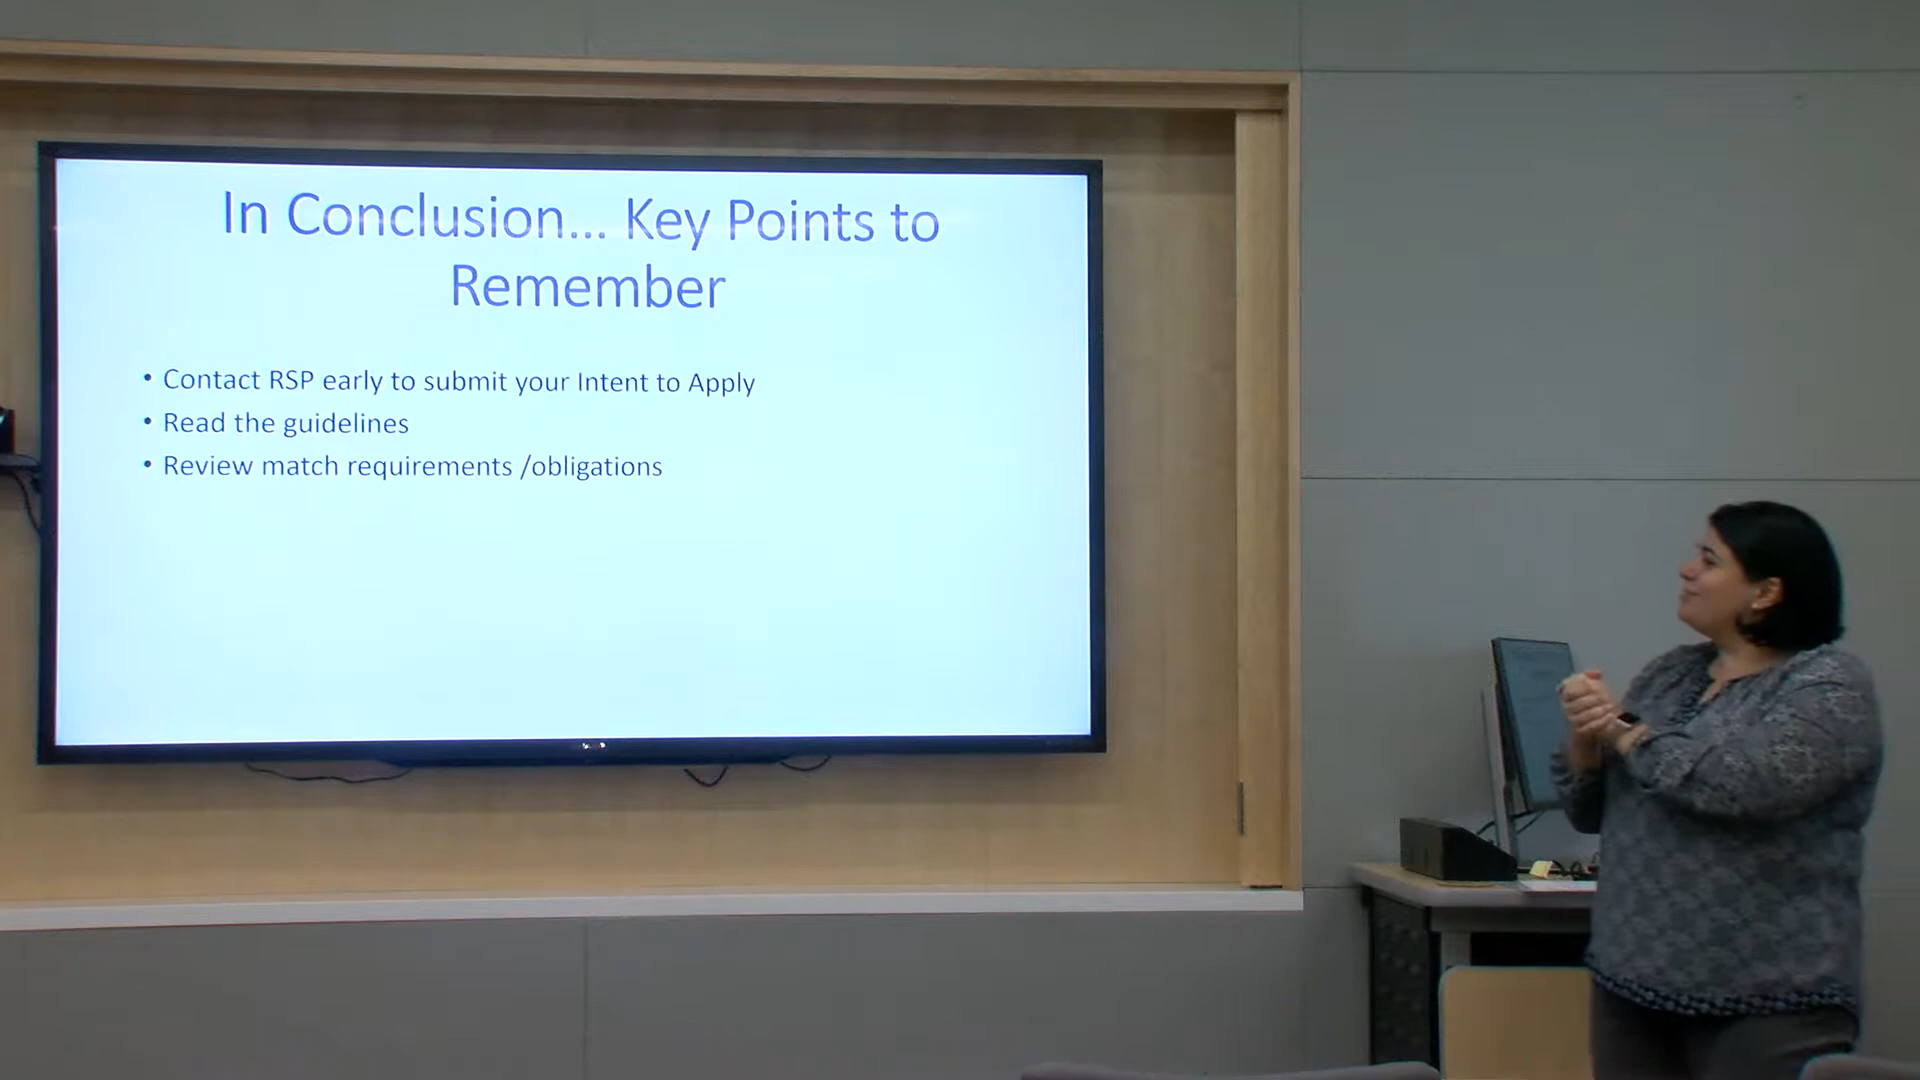 In Conclusion... Key Points to
Remember
• Contact RSP early to submit your Intent to Apply
• Read the guidelines
• Review match requirements /obligations